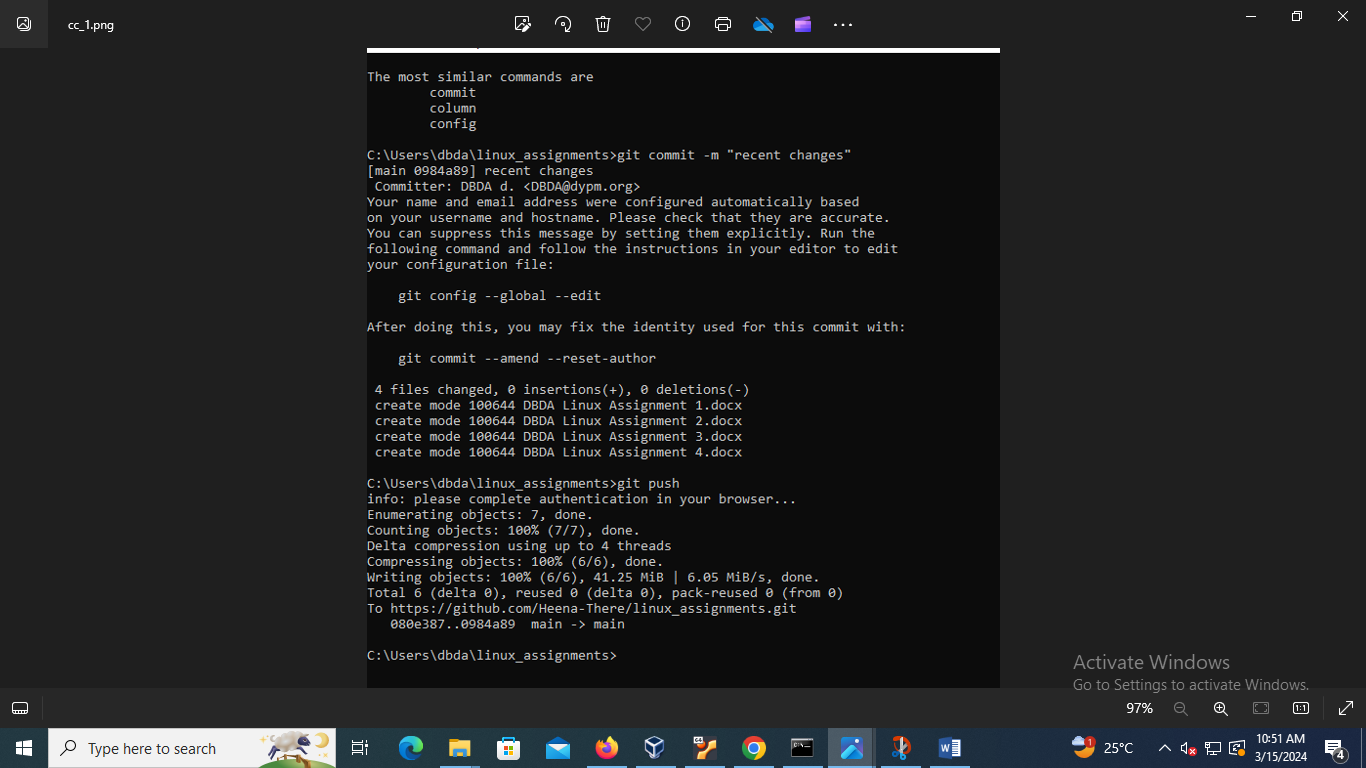 cc_1.png
The most similar commands are
commit
column
config
C:\Users\dbda\linux_assignments>git commit -m "recent changes"
[main 0984a89] recent changes
Committer: DBDA d. <DBDA@dypm.org>
Your name and email address were configured automatically based
on your username and hostname. Please check that they are accurate.
You can suppress this message by setting them explicitly. Run the
following command and follow the instructions in your editor to edit
your configuration file:
git config --global --edit
After doing this, you may fix the identity used for this commit with:
git commit --amend --reset-author
4 files changed, 0 insertions(+), 0 deletions(-)
create mode 100644 DBDA Linux Assignment 1.docx
create mode 100644 DBDA Linux Assignment 2.docx
create mode 100644 DBDA Linux Assignment 3.docx
create mode 100644 DBDA Linux Assignment 4.docx
C:\Users\dbda\linux_assignments>git push
info: please complete authentication in your browser...
Enumerating objects: 7, done.
Counting objects: 100% (7/7), done.
Delta compression using up to 4 threads
Compressing objects: 100% (6/6), done.
Writing objects: 100% (6/6), 41.25 MiB | 6.05 MiB/s, done.
Total 6 (delta 0), reused 0 (delta 0), pack-reused 0 (from 0)
To https://github.com/Heena-There/linux_assignments.git
080e387..0984a89  main -> main
C:\Users\dbda\linux_assignments>
Activate Windows
Go to Settings to activate Windows.
97%
1:1
Type here to search
64
1
25°C
10:51 AM
3/15/2024
4